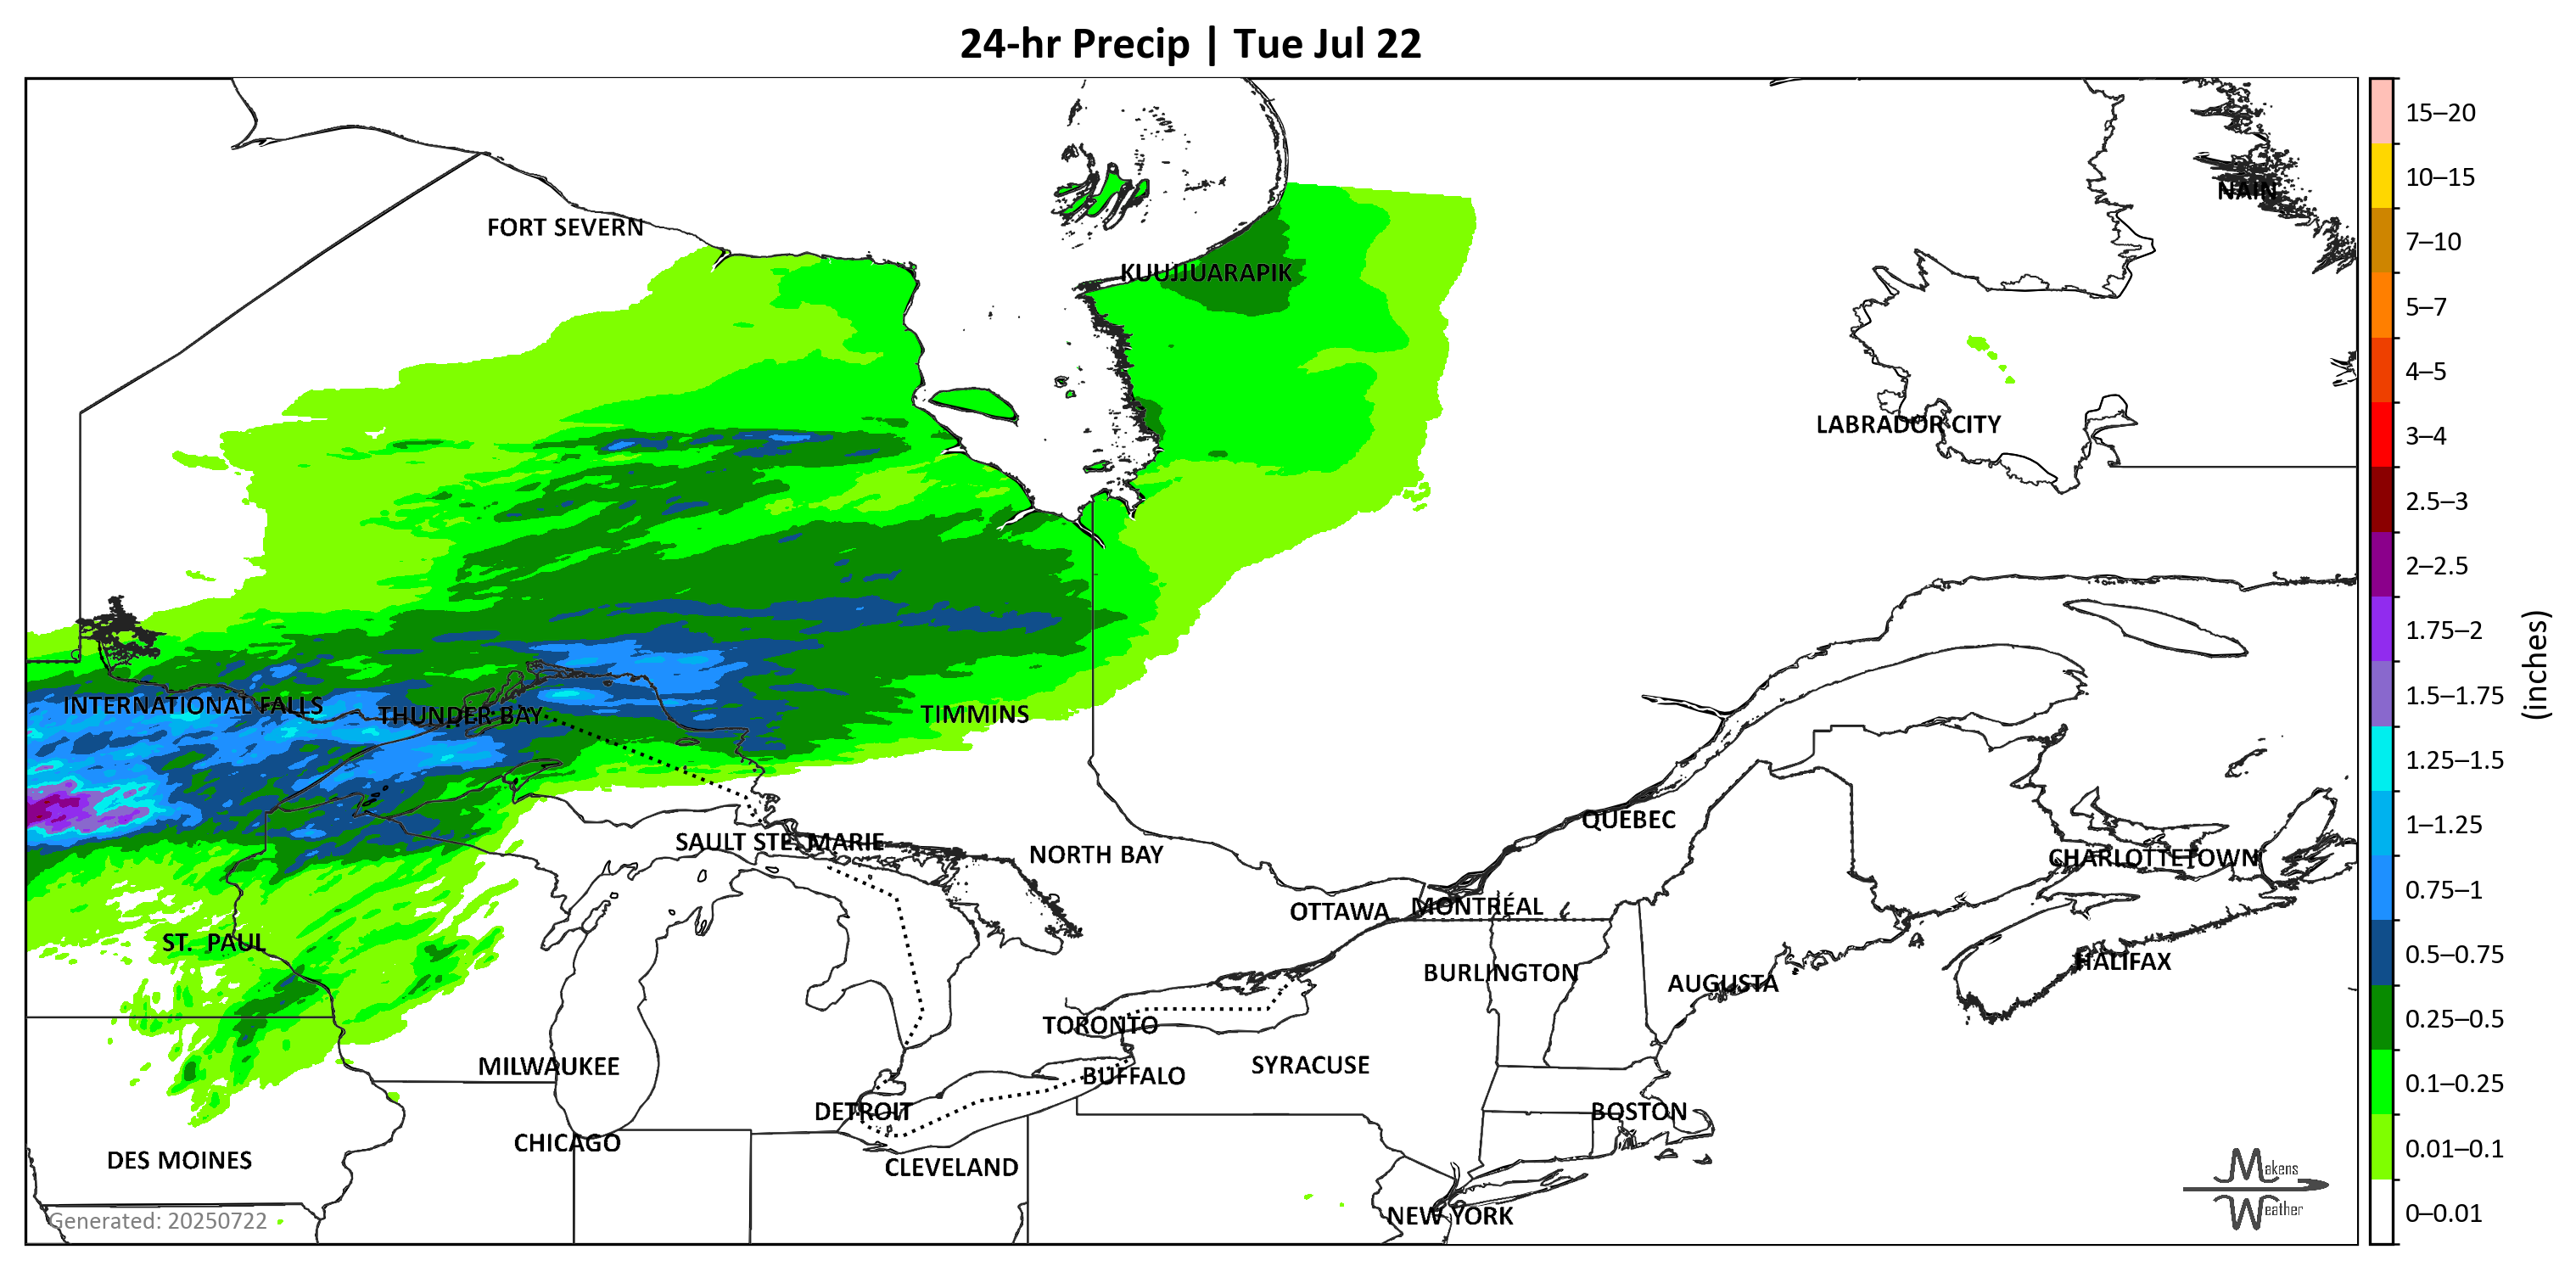 24-hr Precip | Tue Jul 22
15–20
10–15
NAIN
FORT SEVERN
7–10
KUUJJUARAPIK
5–7
4–5
LABRADOR CITY
3–4
2.5–3
2–2.5
1.75–2
(inches)
1.5–1.75
INTERNATIONAL FALLS
THUNDER BAY
TIMMINS
1.25–1.5
QUÉBEC
1–1.25
SAULT STE. MARIE
NORTH BAY
CHARLOTTETOWN
0.75–1
OTTAWA
MONTRÉAL
ST. PAUL
0.5–0.75
HALIFAX
BURLINGTON
AUGUSTA
TORONTO
0.25–0.5
MILWAUKEE
SYRACUSE
BUFFALO
0.1–0.25
DETROIT
BOSTON
CHICAGO
0.01–0.1
DES MOINES
CLEVELAND
Makens
Weather
Generated: 20250722
NEW YORK
0–0.01